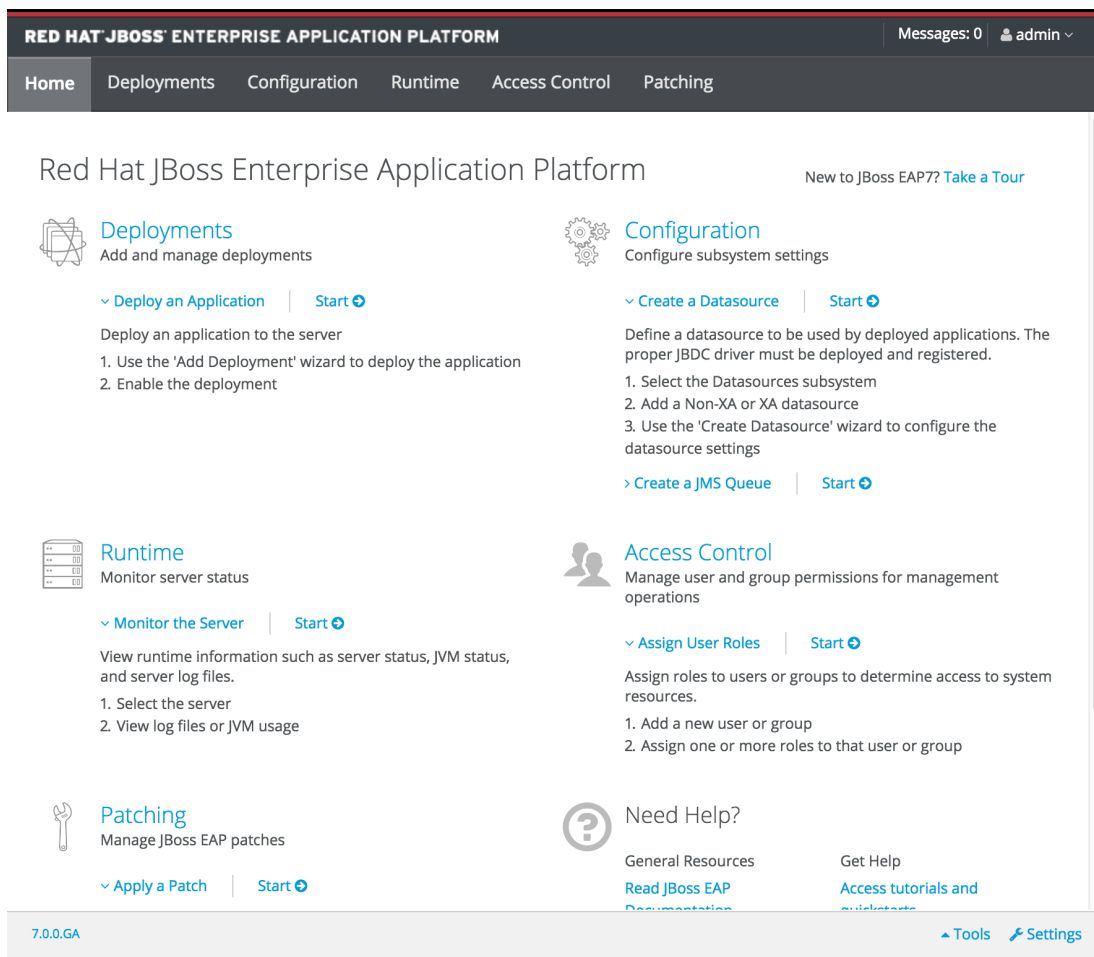 RED HAT JBOSS ENTERPRISE APPLICATION PLATFORM
Messages: 0
admin
Home
Deployments
Configuration
Runtime
Access Control
Patching
Red Hat JBoss Enterprise Application Platform
New to JBoss EAP7? Take a Tour
Deployments
Add and manage deployments
Deploy an Application
Start
Deploy an application to the server
1. Use the 'Add Deployment' wizard to deploy the application
2. Enable the deployment
Configuration
Configure subsystem settings
Create a Datasource
Start
Define a datasource to be used by deployed applications. The
proper JBDC driver must be deployed and registered.
1. Select the Datasources subsystem
2. Add a Non-XA or XA datasource
3. Use the 'Create Datasource' wizard to configure the
datasource settings
Create a JMS Queue
Start
Runtime
Monitor server status
Monitor the Server
Start
View runtime information such as server status, JVM status,
and server log files.
1. Select the server
2. View log files or JVM usage
Access Control
Manage user and group permissions for management
operations
Assign User Roles
Start
Assign roles to users or groups to determine access to system
resources.
1. Add a new user or group
2. Assign one or more roles to that user or group
Patching
Manage JBoss EAP patches
Apply a Patch
Start
Need Help?
General Resources
Read JBoss EAP
Documentation
Get Help
Access tutorials and
quickstarts
7.0.0.GA
Tools
Settings